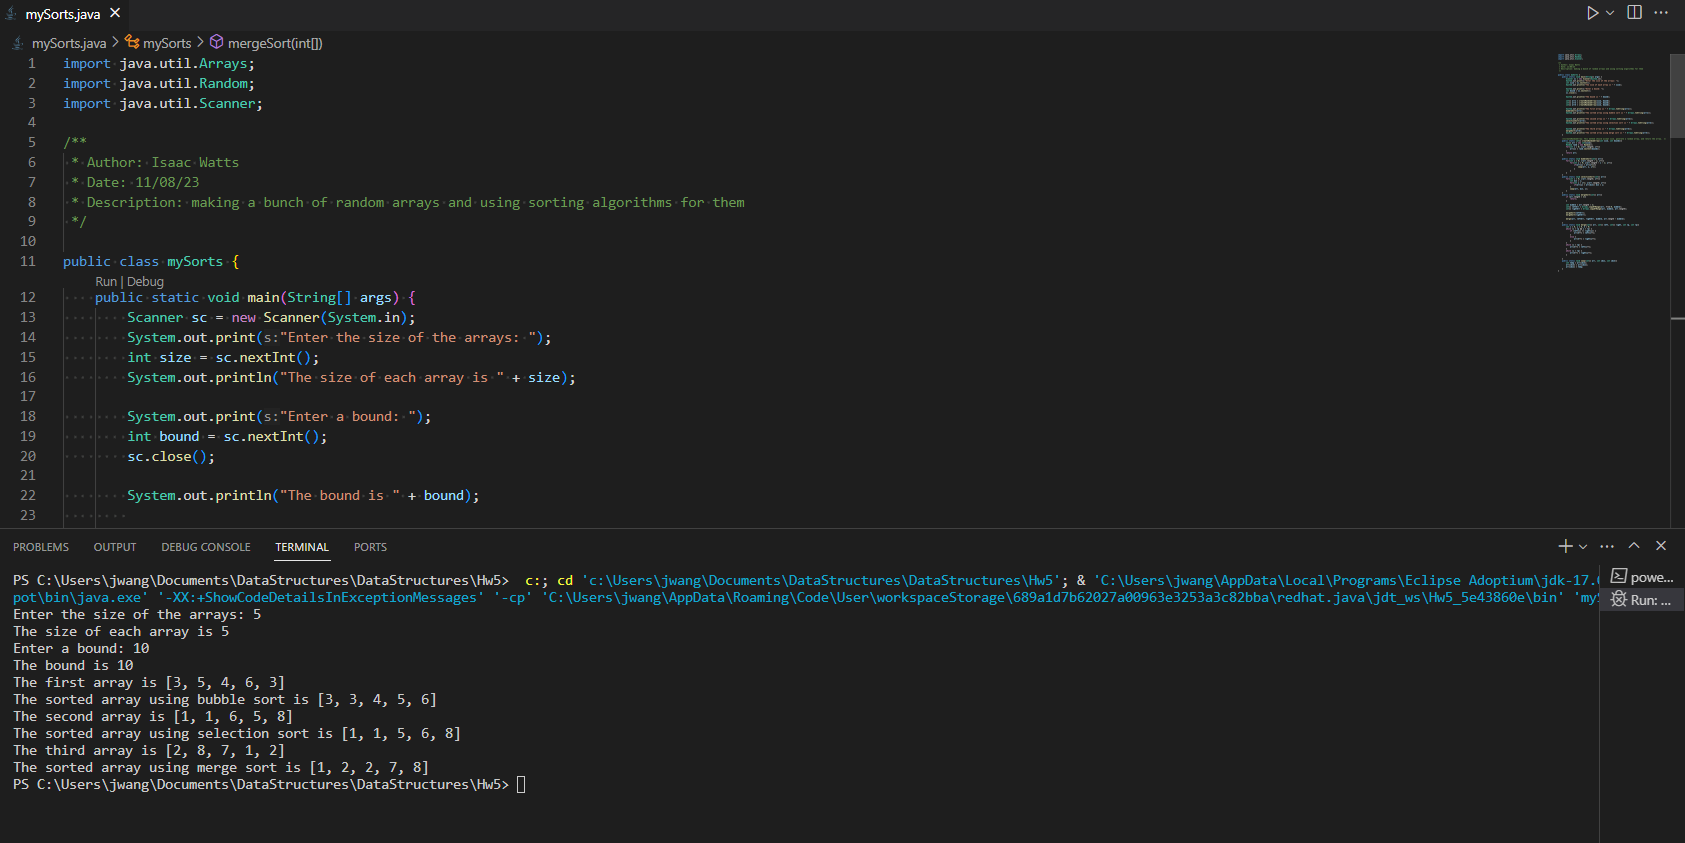 mySorts.java
mySorts.java > mySorts > mergeSort(int[])
1 import java.util.Arrays;
2 import java.util.Random;
3 import java.util.Scanner;
4
5 /**
6 * Author: Isaac Watts
7 * Date: 11/08/23
8 * Description: making a bunch of random arrays and using sorting algorithms for them
9 */
10
11 public class mySorts {
Run | Debug
12 public static void main(String[] args) {
13 Scanner sc = new Scanner(System.in);
14 System.out.print(s:"Enter the size of the arrays: ");
15 int size = sc.nextInt();
16 System.out.println("The size of each array is " + size);
17
18 System.out.print(s:"Enter a bound: ");
19 int bound = sc.nextInt();
20 sc.close();
21
22 System.out.println("The bound is " + bound);
23
PROBLEMS OUTPUT DEBUG CONSOLE TERMINAL PORTS
PS C:\Users\jwang\Documents\DataStructures\DataStructures\Hw5> c:; cd 'c:\Users\jwang\Documents\DataStructures\DataStructures\Hw5'; & 'C:\Users\jwang\AppData\Local\Programs\Eclipse Adoptium\jdk-17.
pot\bin\java.exe' '-XX:+ShowCodeDetailsInExceptionMessages' '-cp' 'C:\Users\jwang\AppData\Roaming\Code\User\workspaceStorage\689a1d7b62027a00963e3253a3c82bba\redhat.java\jdt_ws\Hw5_5e43860e\bin' 'my
Enter the size of the arrays: 5
The size of each array is 5
Enter a bound: 10
The bound is 10
The first array is [3, 5, 4, 6, 3]
The sorted array using bubble sort is [3, 3, 4, 5, 6]
The second array is [1, 1, 6, 5, 8]
The sorted array using selection sort is [1, 1, 5, 6, 8]
The third array is [2, 8, 7, 1, 2]
The sorted array using merge sort is [1, 2, 2, 7, 8]
PS C:\Users\jwang\Documents\DataStructures\DataStructures\Hw5>
powe...
Run: ...